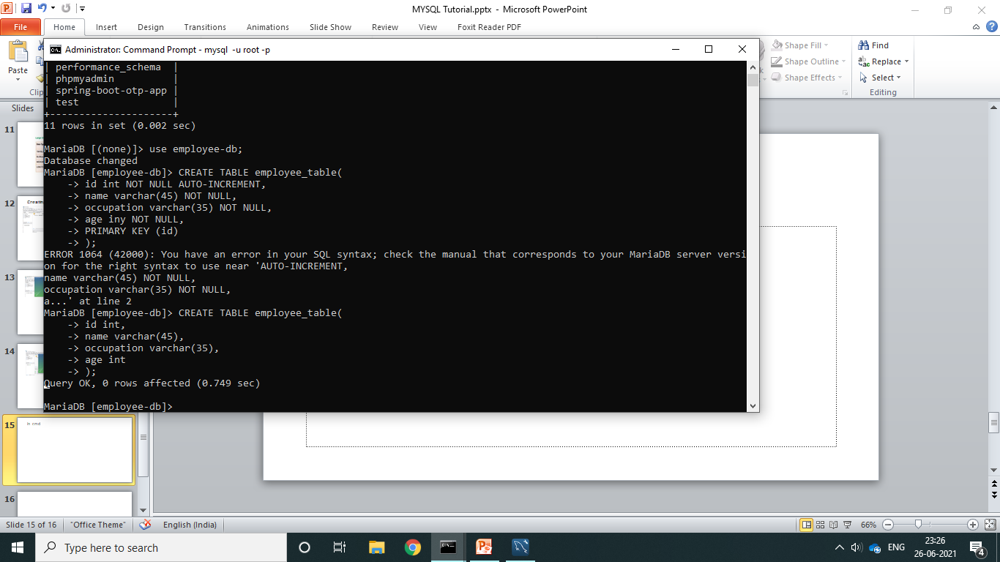 MYSQL Tutorial.pptx - Microsoft PowerPoint
File Home Insert Design Transitions Animations Slide Show Review View Foxit Reader PDF
Administrator: Command Prompt - mysql -u root -p
Paste
Shape Fill
Shape Outline
Shape Effects
Find
Replace
Select
Editing
Slides
11
12
13
14
15
In cmd
16
| performance_schema |
| phpmyadmin |
| spring-boot-otp-app |
| test |
+---------------------+
11 rows in set (0.002 sec)
MariaDB [(none)]> use employee-db;
Database changed
MariaDB [employee-db]> CREATE TABLE employee_table(
-> id int NOT NULL AUTO-INCREMENT,
-> name varchar(45) NOT NULL,
-> occupation varchar(35) NOT NULL,
-> age iny NOT NULL,
-> PRIMARY KEY (id)
-> );
ERROR 1064 (42000): You have an error in your SQL syntax; check the manual that corresponds to your MariaDB server versi
on for the right syntax to use near 'AUTO-INCREMENT,
name varchar(45) NOT NULL,
occupation varchar(35) NOT NULL,
a...' at line 2
MariaDB [employee-db]> CREATE TABLE employee_table(
-> id int,
-> name varchar(45),
-> occupation varchar(35),
-> age int
-> );
Query OK, 0 rows affected (0.749 sec)
MariaDB [employee-db]>
Slide 15 of 16 "Office Theme" English (India) 66%
Type here to search
ENG
23:26
26-06-2021
4